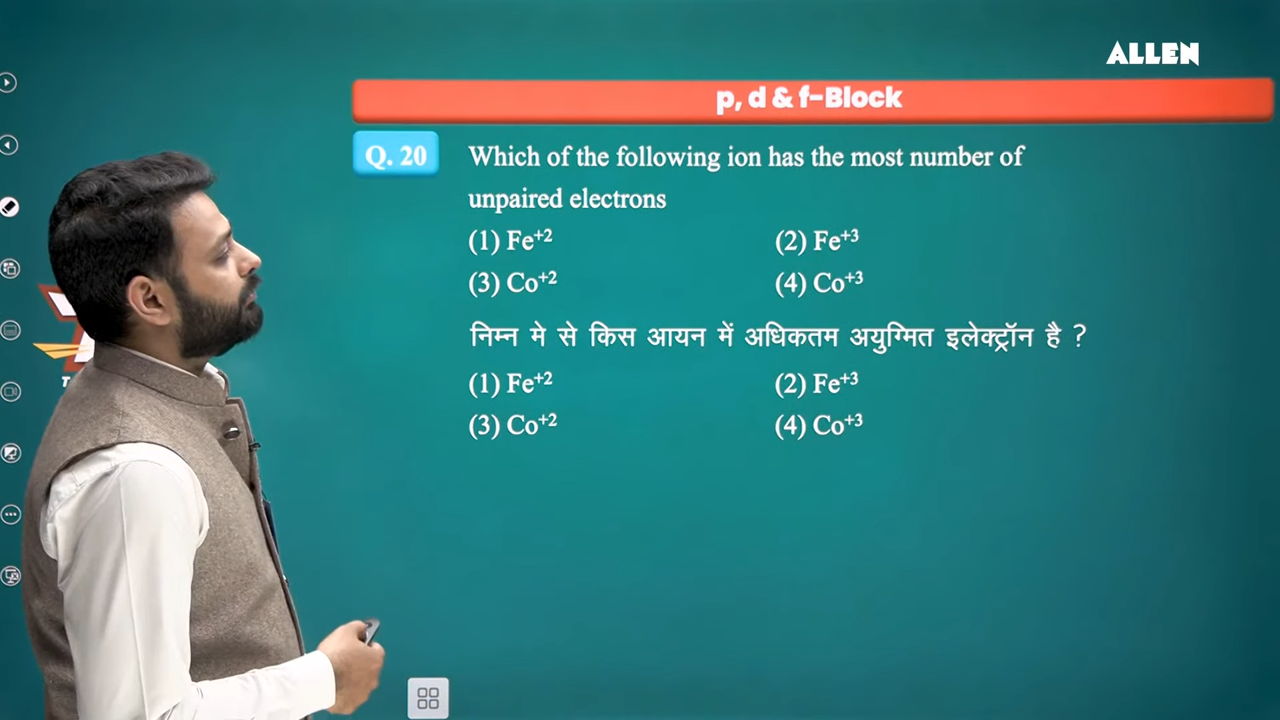 ALLEN
p, d & f-Block
Q. 20 Which of the following ion has the most number of
unpaired electrons
(1) Fe⁺² (2) Fe⁺³
(3) Co⁺² (4) Co⁺³
निम्न मे से किस आयन में अधिकतम अयुग्मित इलेक्ट्रॉन है ?
(1) Fe⁺² (2) Fe⁺³
(3) Co⁺² (4) Co⁺³